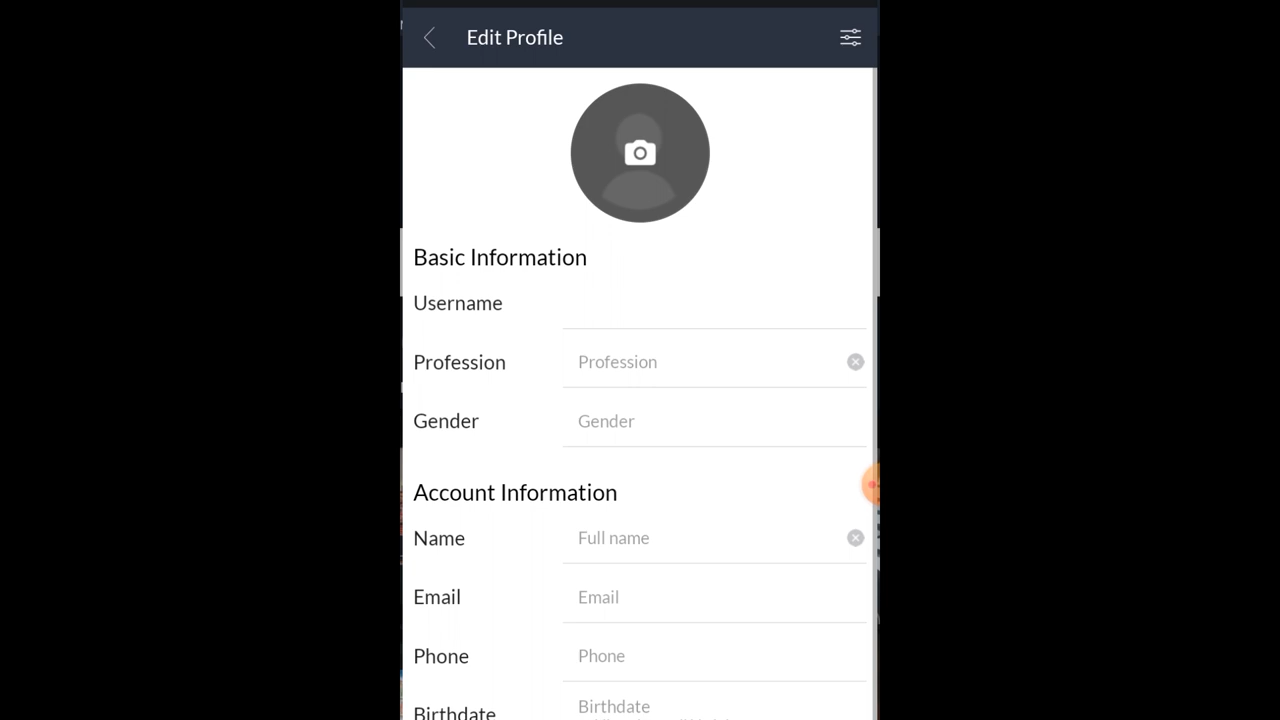 Edit Profile
Basic Information
Username
Profession Profession
Gender Gender
Account Information
Name Full name
Email Email
Phone Phone
Birthdate Birthdate